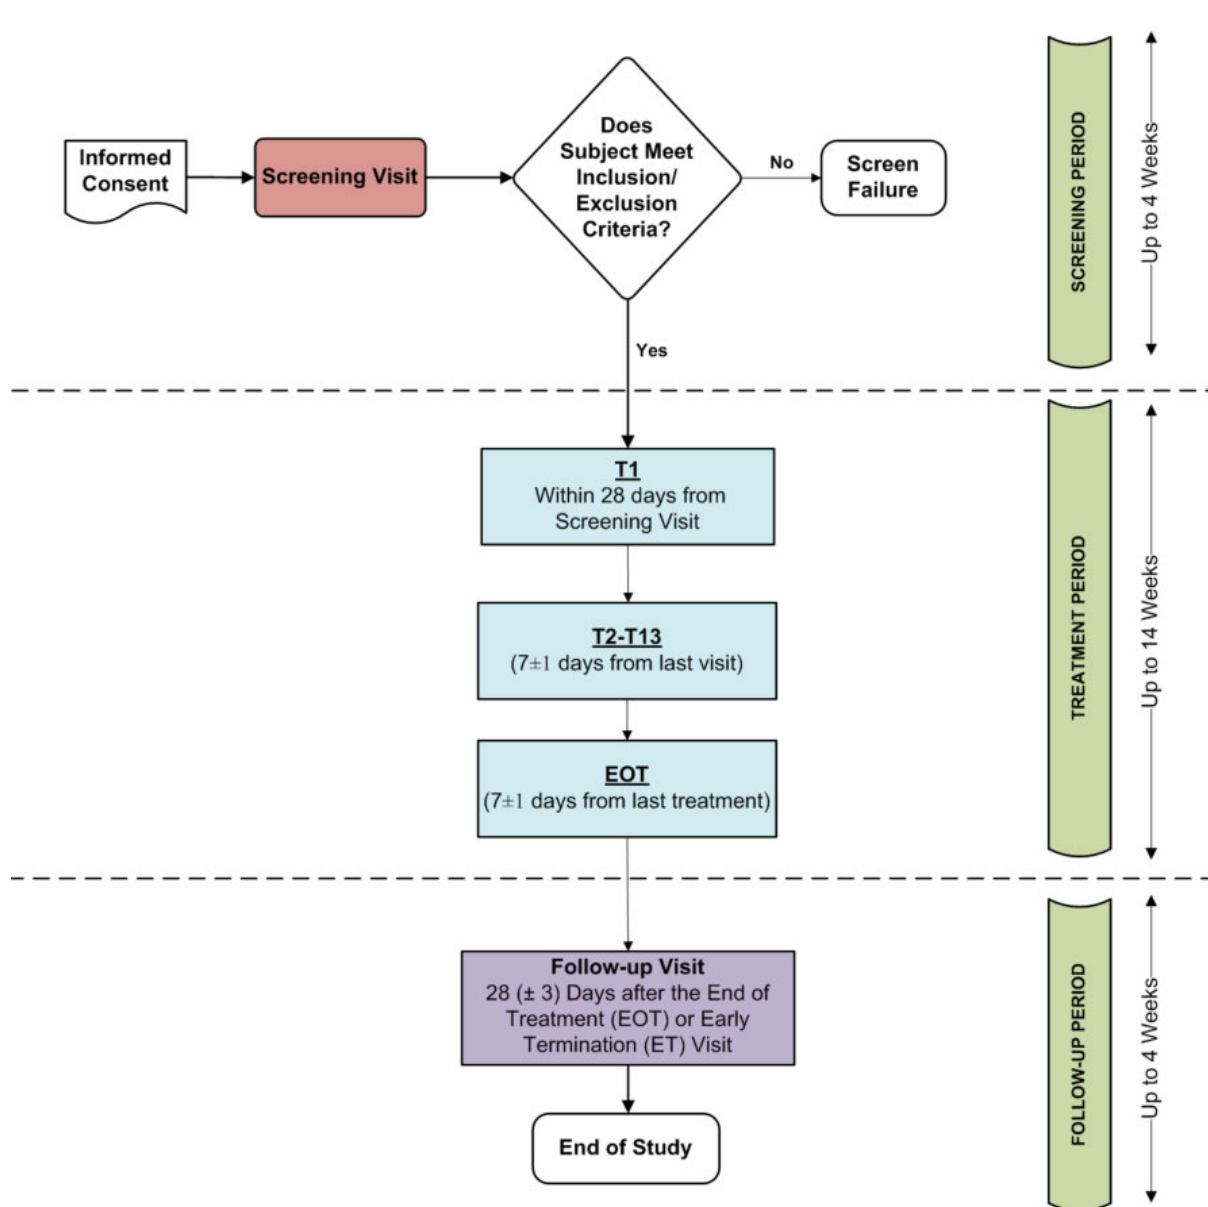 Informed
Consent
Screening Visit
Does
Subject Meet
Inclusion/
Exclusion
Criteria?
No
Screen
Failure
Yes
SCREENING PERIOD
Up to 4 Weeks
T1
Within 28 days from
Screening Visit
T2-T13
(7±1 days from last visit)
EOT
(7±1 days from last treatment)
TREATMENT PERIOD
Up to 14 Weeks
Follow-up Visit
28 (± 3) Days after the End of
Treatment (EOT) or Early
Termination (ET) Visit
End of Study
FOLLOW-UP PERIOD
Up to 4 Weeks